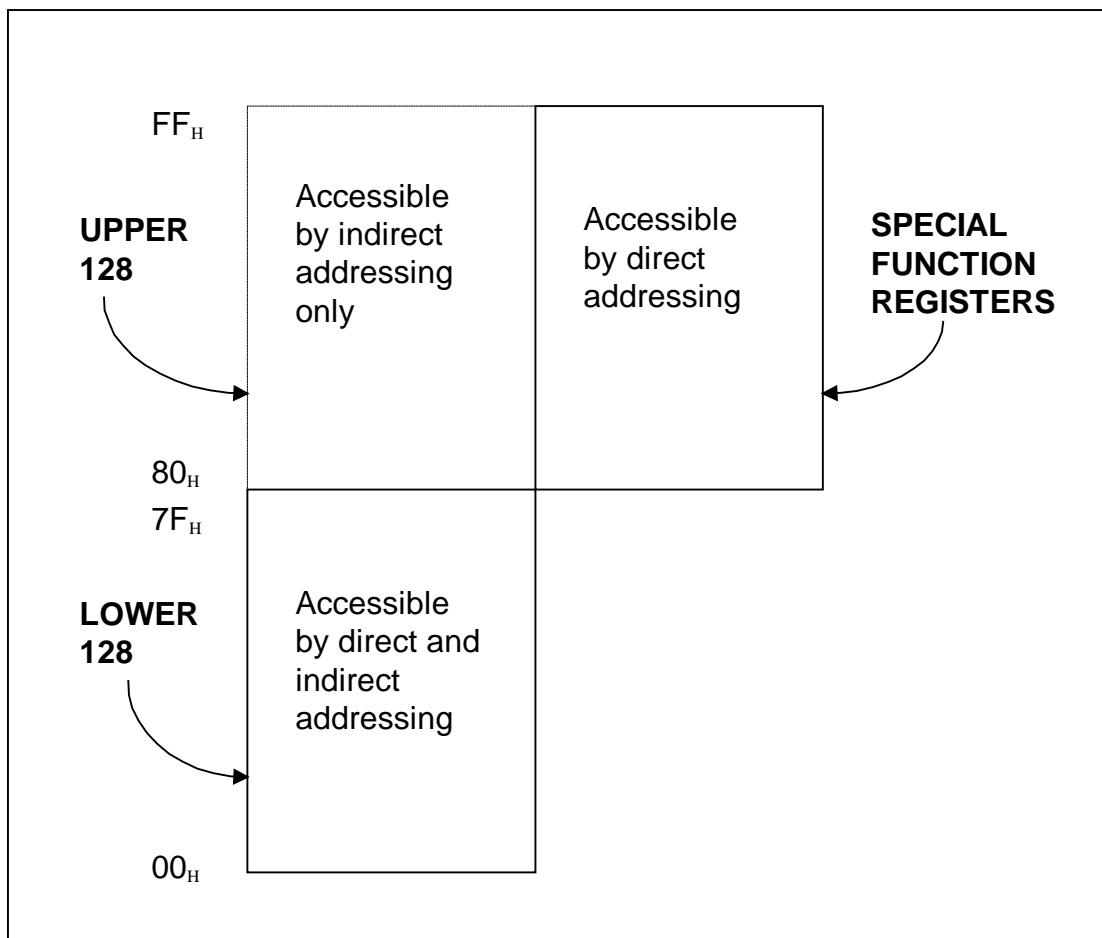 FFH
Accessible
by indirect
addressing
only
Accessible
by direct
addressing
UPPER
128
SPECIAL
FUNCTION
REGISTERS
80H
7FH
LOWER
128
Accessible
by direct and
indirect
addressing
00H